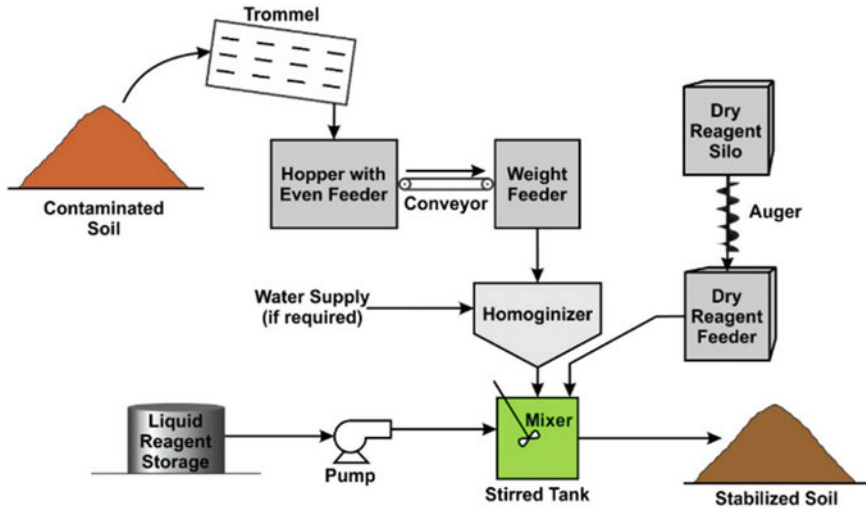 Trommel
Contaminated
Soil
Hopper with
Even Feeder
Conveyor
Weight
Feeder
Dry
Reagent
Silo
Auger
Dry
Reagent
Feeder
Water Supply
(if required)
Homoginizer
Liquid
Reagent
Storage
Pump
Mixer
Stirred Tank
Stabilized Soil